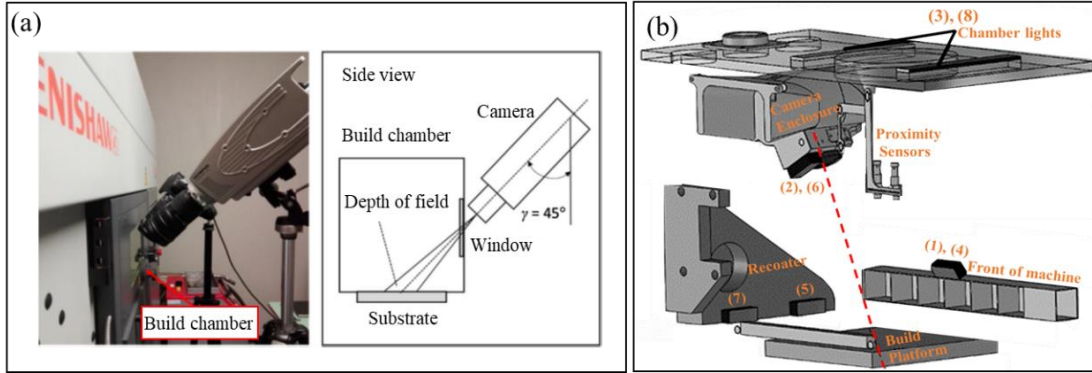 (a)
ENISHAW
Build chamber
Side view
Camera
Build chamber
Depth of field
γ = 45°
Window
Substrate
(b)
(3), (8)
Chamber lights
Camera
Enclosure
Proximity
Sensors
(2), (6)
(1), (4)
Front of machine
Recoater
(7)
(5)
Build
Platform